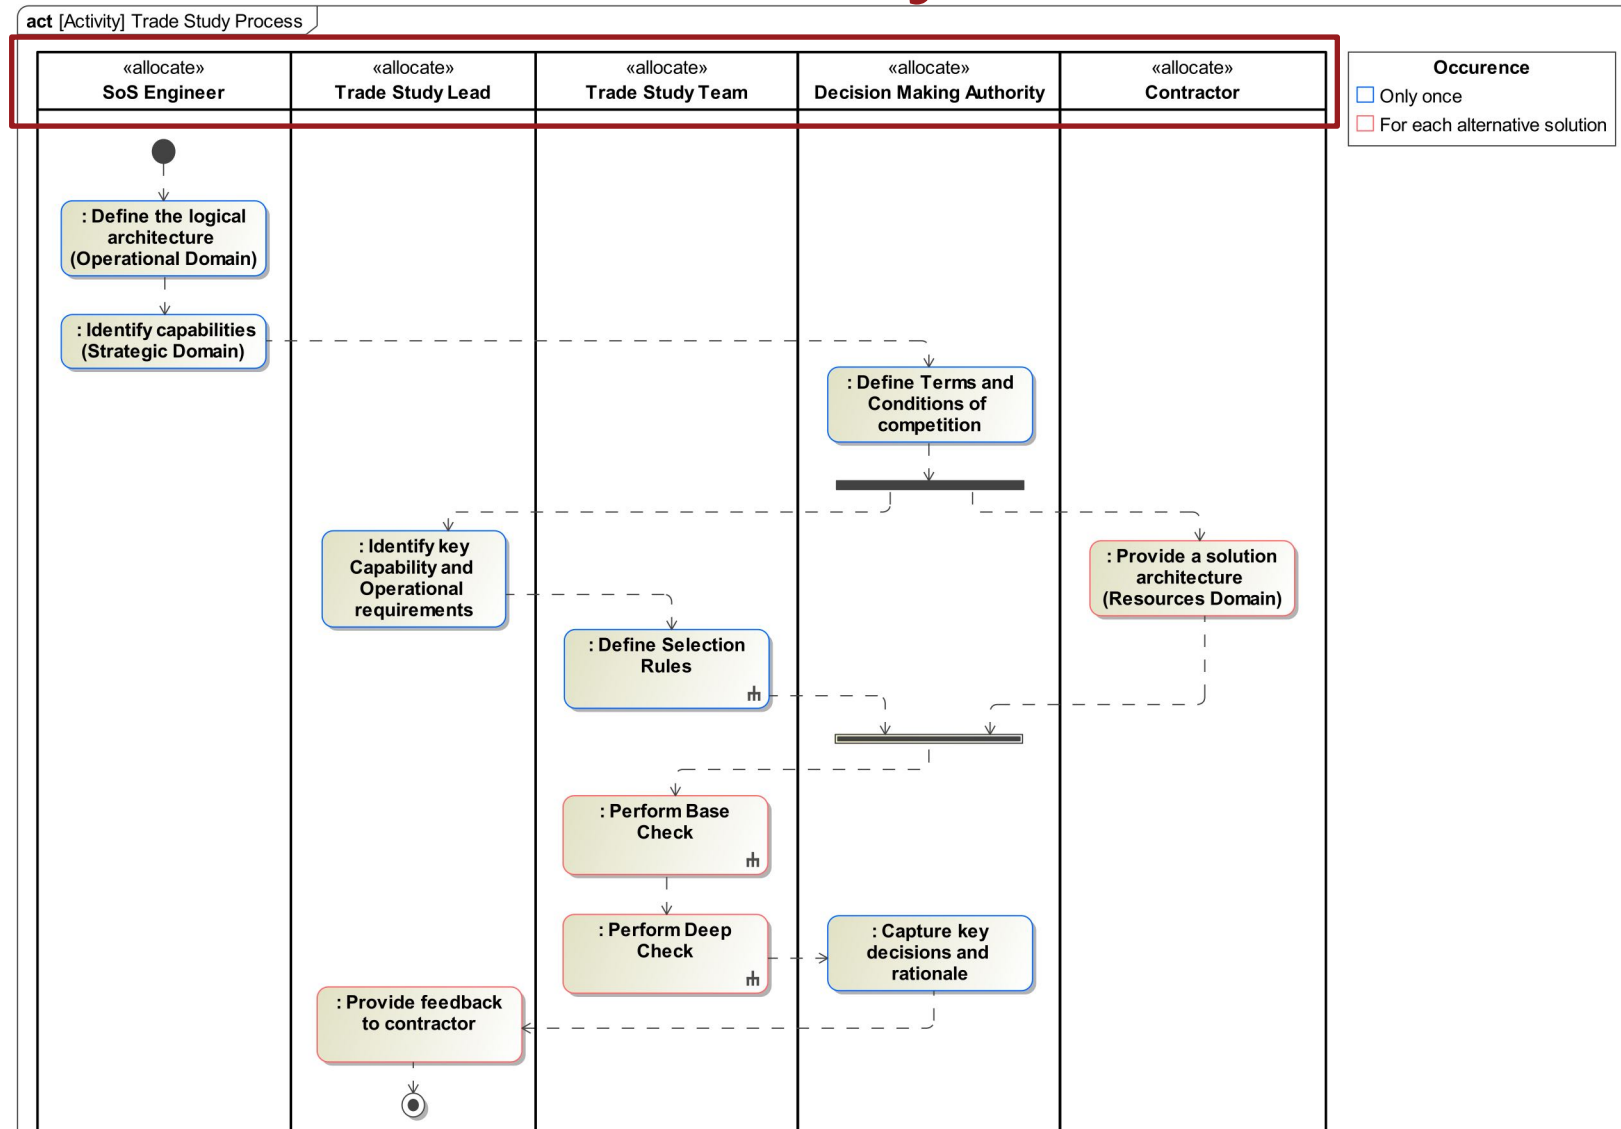 act [Activity] Trade Study Process
«allocate»
SoS Engineer
«allocate»
Trade Study Lead
«allocate»
Trade Study Team
«allocate»
Decision Making Authority
«allocate»
Contractor
Occurence
Only once
For each alternative solution
: Define the logical
architecture
(Operational Domain)
: Identify capabilities
(Strategic Domain)
: Define Terms and
Conditions of
competition
: Identify key
Capability and
Operational
requirements
: Provide a solution
architecture
(Resources Domain)
: Define Selection
Rules
: Perform Base
Check
: Perform Deep
Check
: Capture key
decisions and
rationale
: Provide feedback
to contractor